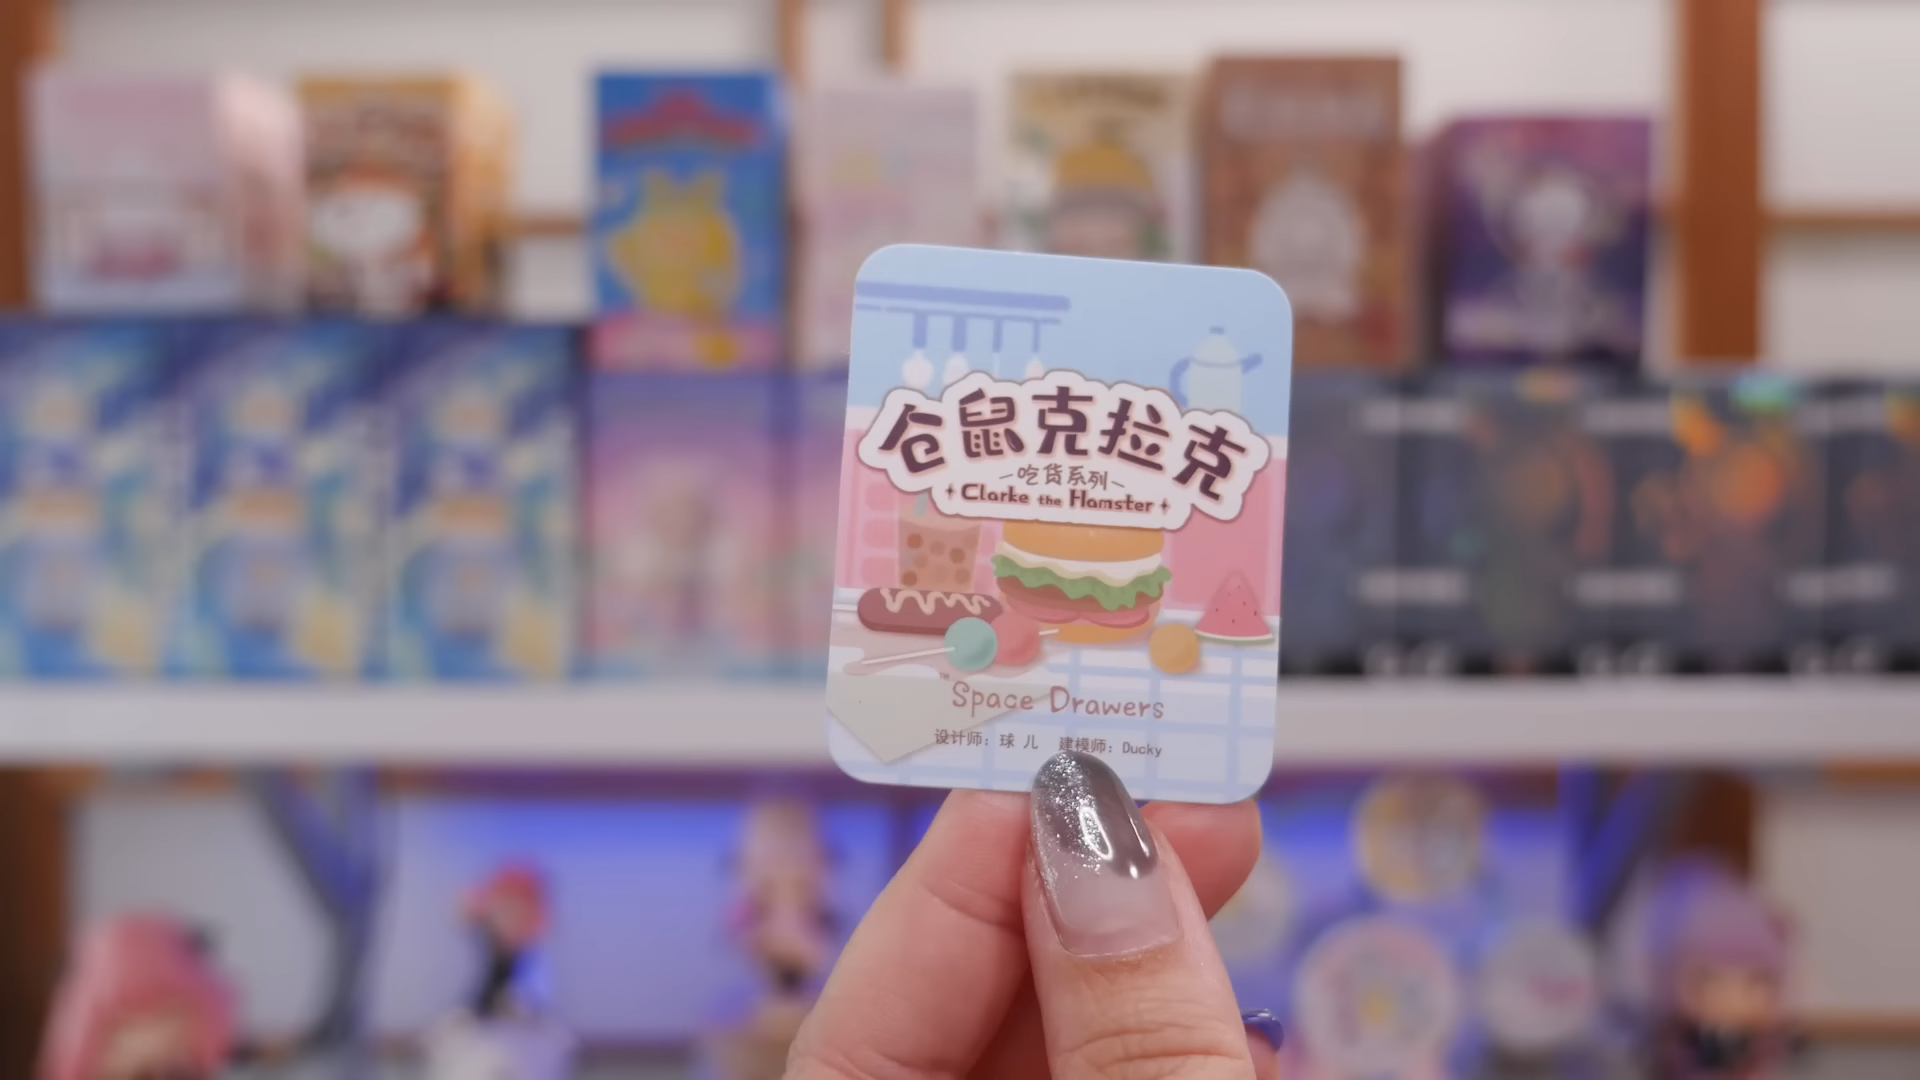 仓鼠克拉克
吃货系列
Clarke the Hamster
™Space Drawers
设计师：球 儿 建模师：Ducky